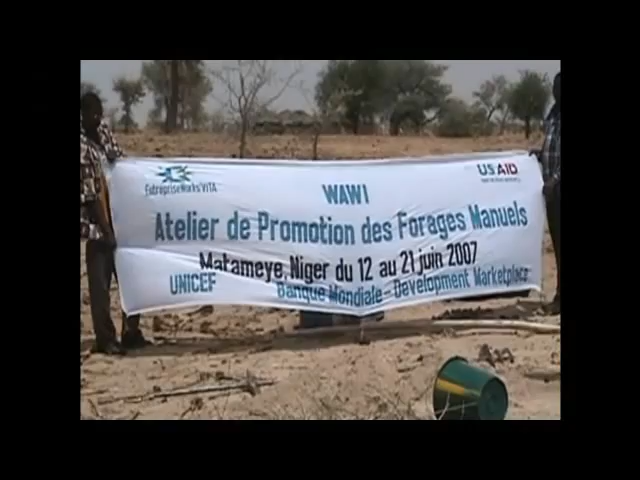 EnterpriseWorks/VITA
USAID
WAWI
Atelier de Promotion des Forages Manuels
Matameye, Niger du 12 au 21 juin 2007
UNICEF
Banque Mondiale - Development Marketplace